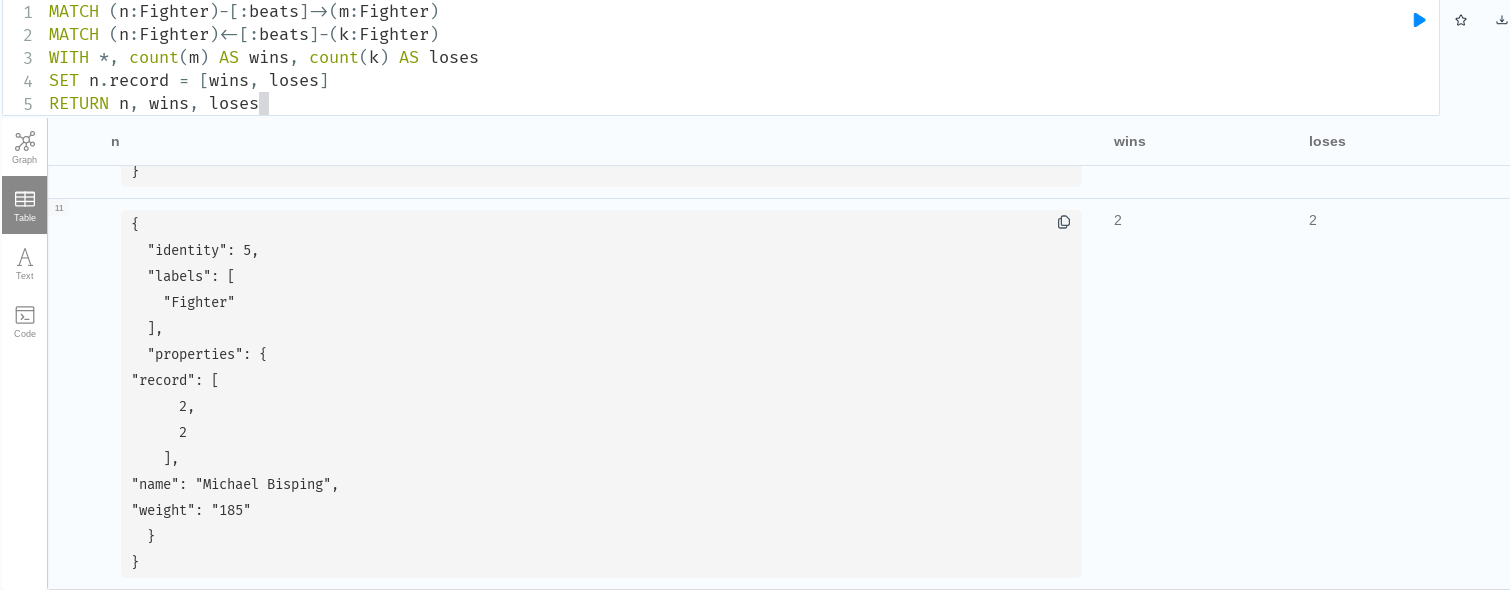 1 MATCH (n:Fighter)-[:beats]->(m:Fighter)
2 MATCH (n:Fighter)<-[:beats]-(k:Fighter)
3 WITH *, count(m) AS wins, count(k) AS loses
4 SET n.record = [wins, loses]
5 RETURN n, wins, loses
n wins loses
Graph
}
11
Table
{ 2 2
"identity": 5,
"labels": [
Text
"Fighter"
],
Code
"properties": {
"record": [
2,
2
],
"name": "Michael Bisping",
"weight": "185"
}
}